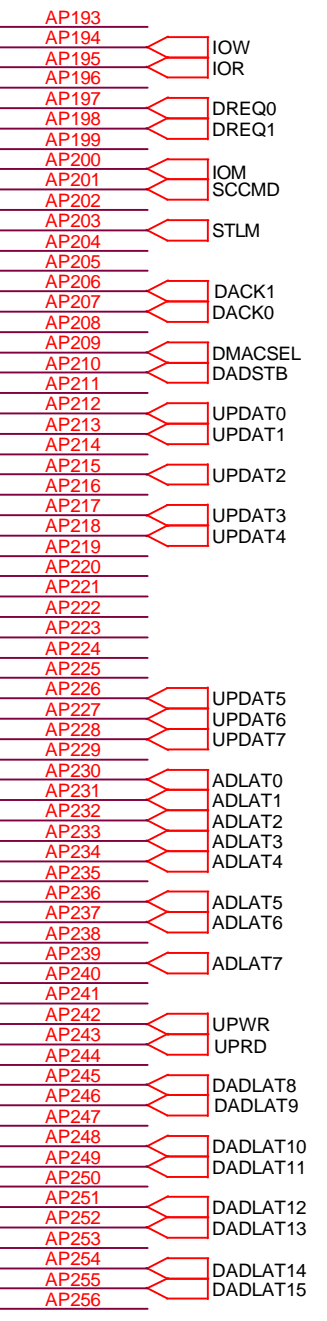 AP193
AP194 IOW
AP195 IOR
AP196
AP197 DREQ0
AP198 DREQ1
AP199
AP200 IOM
AP201 SCCMD
AP202
AP203 STLM
AP204
AP205
AP206 DACK1
AP207 DACK0
AP208
AP209 DMACSEL
AP210 DADSTB
AP211
AP212 UPDAT0
AP213 UPDAT1
AP214
AP215 UPDAT2
AP216
AP217 UPDAT3
AP218 UPDAT4
AP219
AP220
AP221
AP222
AP223
AP224
AP225
AP226 UPDAT5
AP227 UPDAT6
AP228 UPDAT7
AP229
AP230 ADLAT0
AP231 ADLAT1
AP232 ADLAT2
AP233 ADLAT3
AP234 ADLAT4
AP235
AP236 ADLAT5
AP237 ADLAT6
AP238
AP239 ADLAT7
AP240
AP241
AP242 UPWR
AP243 UPRD
AP244
AP245 DADLAT8
AP246 DADLAT9
AP247
AP248 DADLAT10
AP249 DADLAT11
AP250
AP251 DADLAT12
AP252 DADLAT13
AP253
AP254 DADLAT14
AP255 DADLAT15
AP256